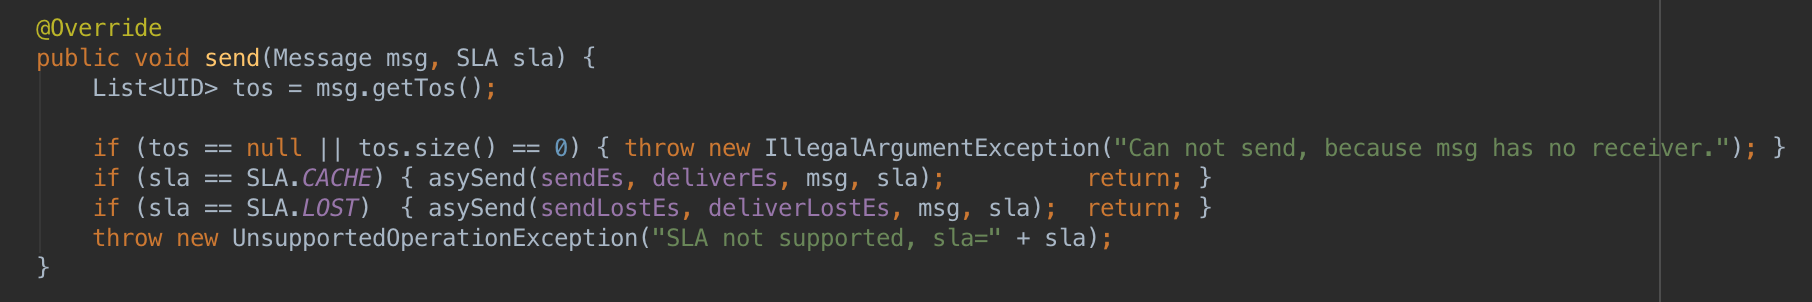 @Override
public void send(Message msg, SLA sla) {
    List<UID> tos = msg.getTos();
    if (tos == null || tos.size() == 0) { throw new IllegalArgumentException("Can not send, because msg has no receiver."); }
    if (sla == SLA.CACHE) { asySend(sendEs, deliverEs, msg, sla);          return; }
    if (sla == SLA.LOST)  { asySend(sendLostEs, deliverLostEs, msg, sla);  return; }
    throw new UnsupportedOperationException("SLA not supported, sla=" + sla);
}